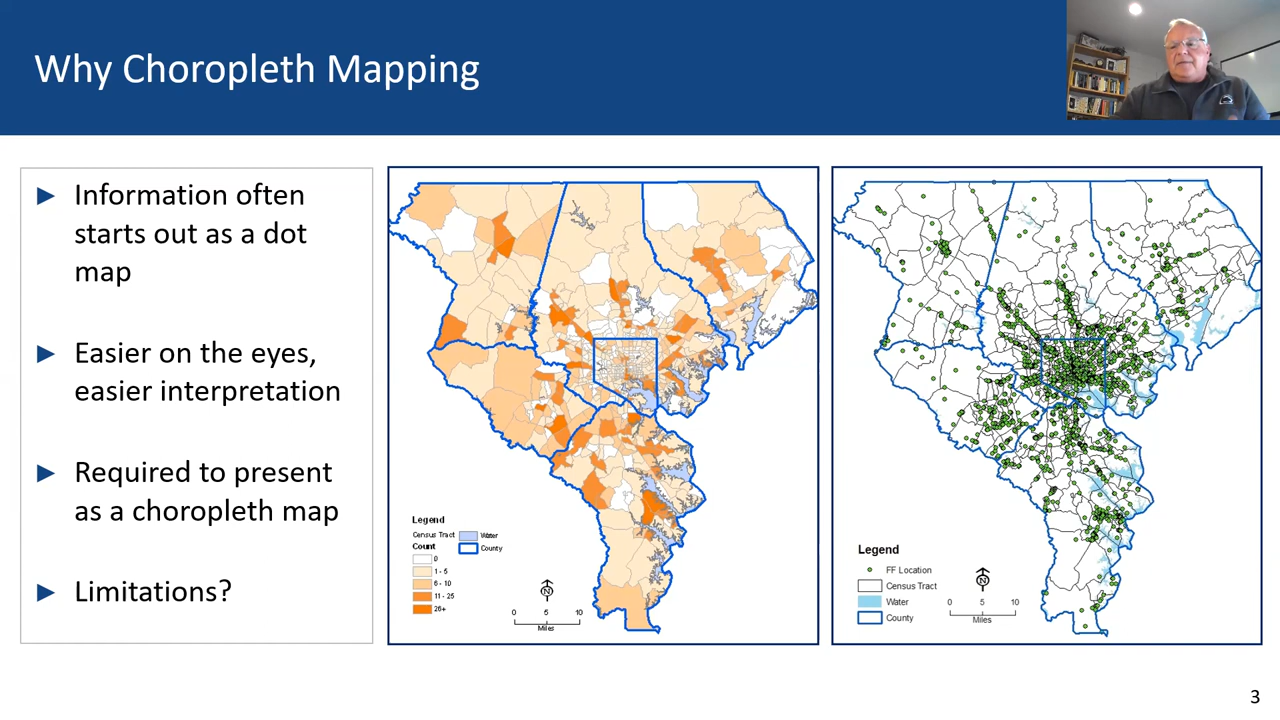 Why Choropleth Mapping
► Information often
starts out as a dot
map
► Easier on the eyes,
easier interpretation
► Required to present
as a choropleth map
► Limitations?
Legend
Census Tract Water
Count County
0
1 - 5
6 - 10
11 - 25
26+
N
0 5 10
Miles
Legend
FF Location
Census Tract
Water
County
N
0 5 10
Miles
3